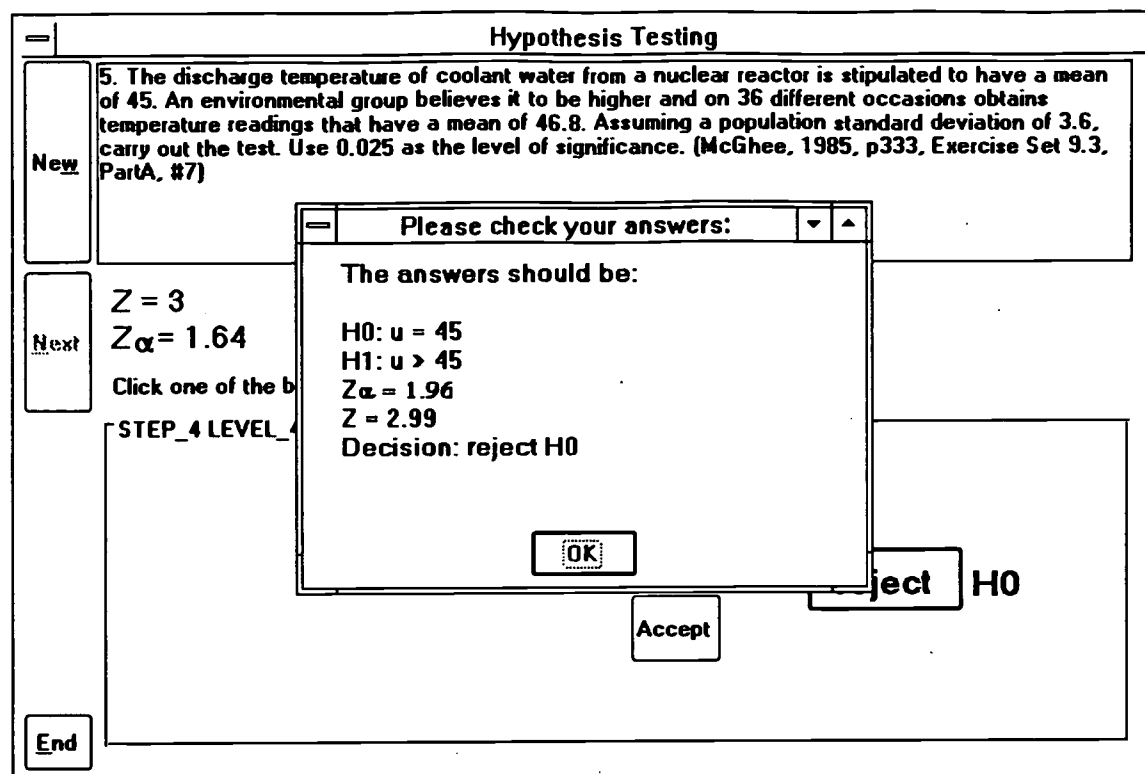 Hypothesis Testing
5. The discharge temperature of coolant water from a nuclear reactor is stipulated to have a mean
of 45. An environmental group believes it to be higher and on 36 different occasions obtains
temperature readings that have a mean of 46.8. Assuming a population standard deviation of 3.6,
carry out the test. Use 0.025 as the level of significance. (McGhee, 1985, p333, Exercise Set 9.3,
PartA, #7)
New
Next
Z = 3
Zα = 1.64
Click one of the b
STEP_4 LEVEL_4
Please check your answers:
The answers should be:
H0: u = 45
H1: u > 45
Zα = 1.96
Z = 2.99
Decision: reject H0
OK
ject H0
Accept
End